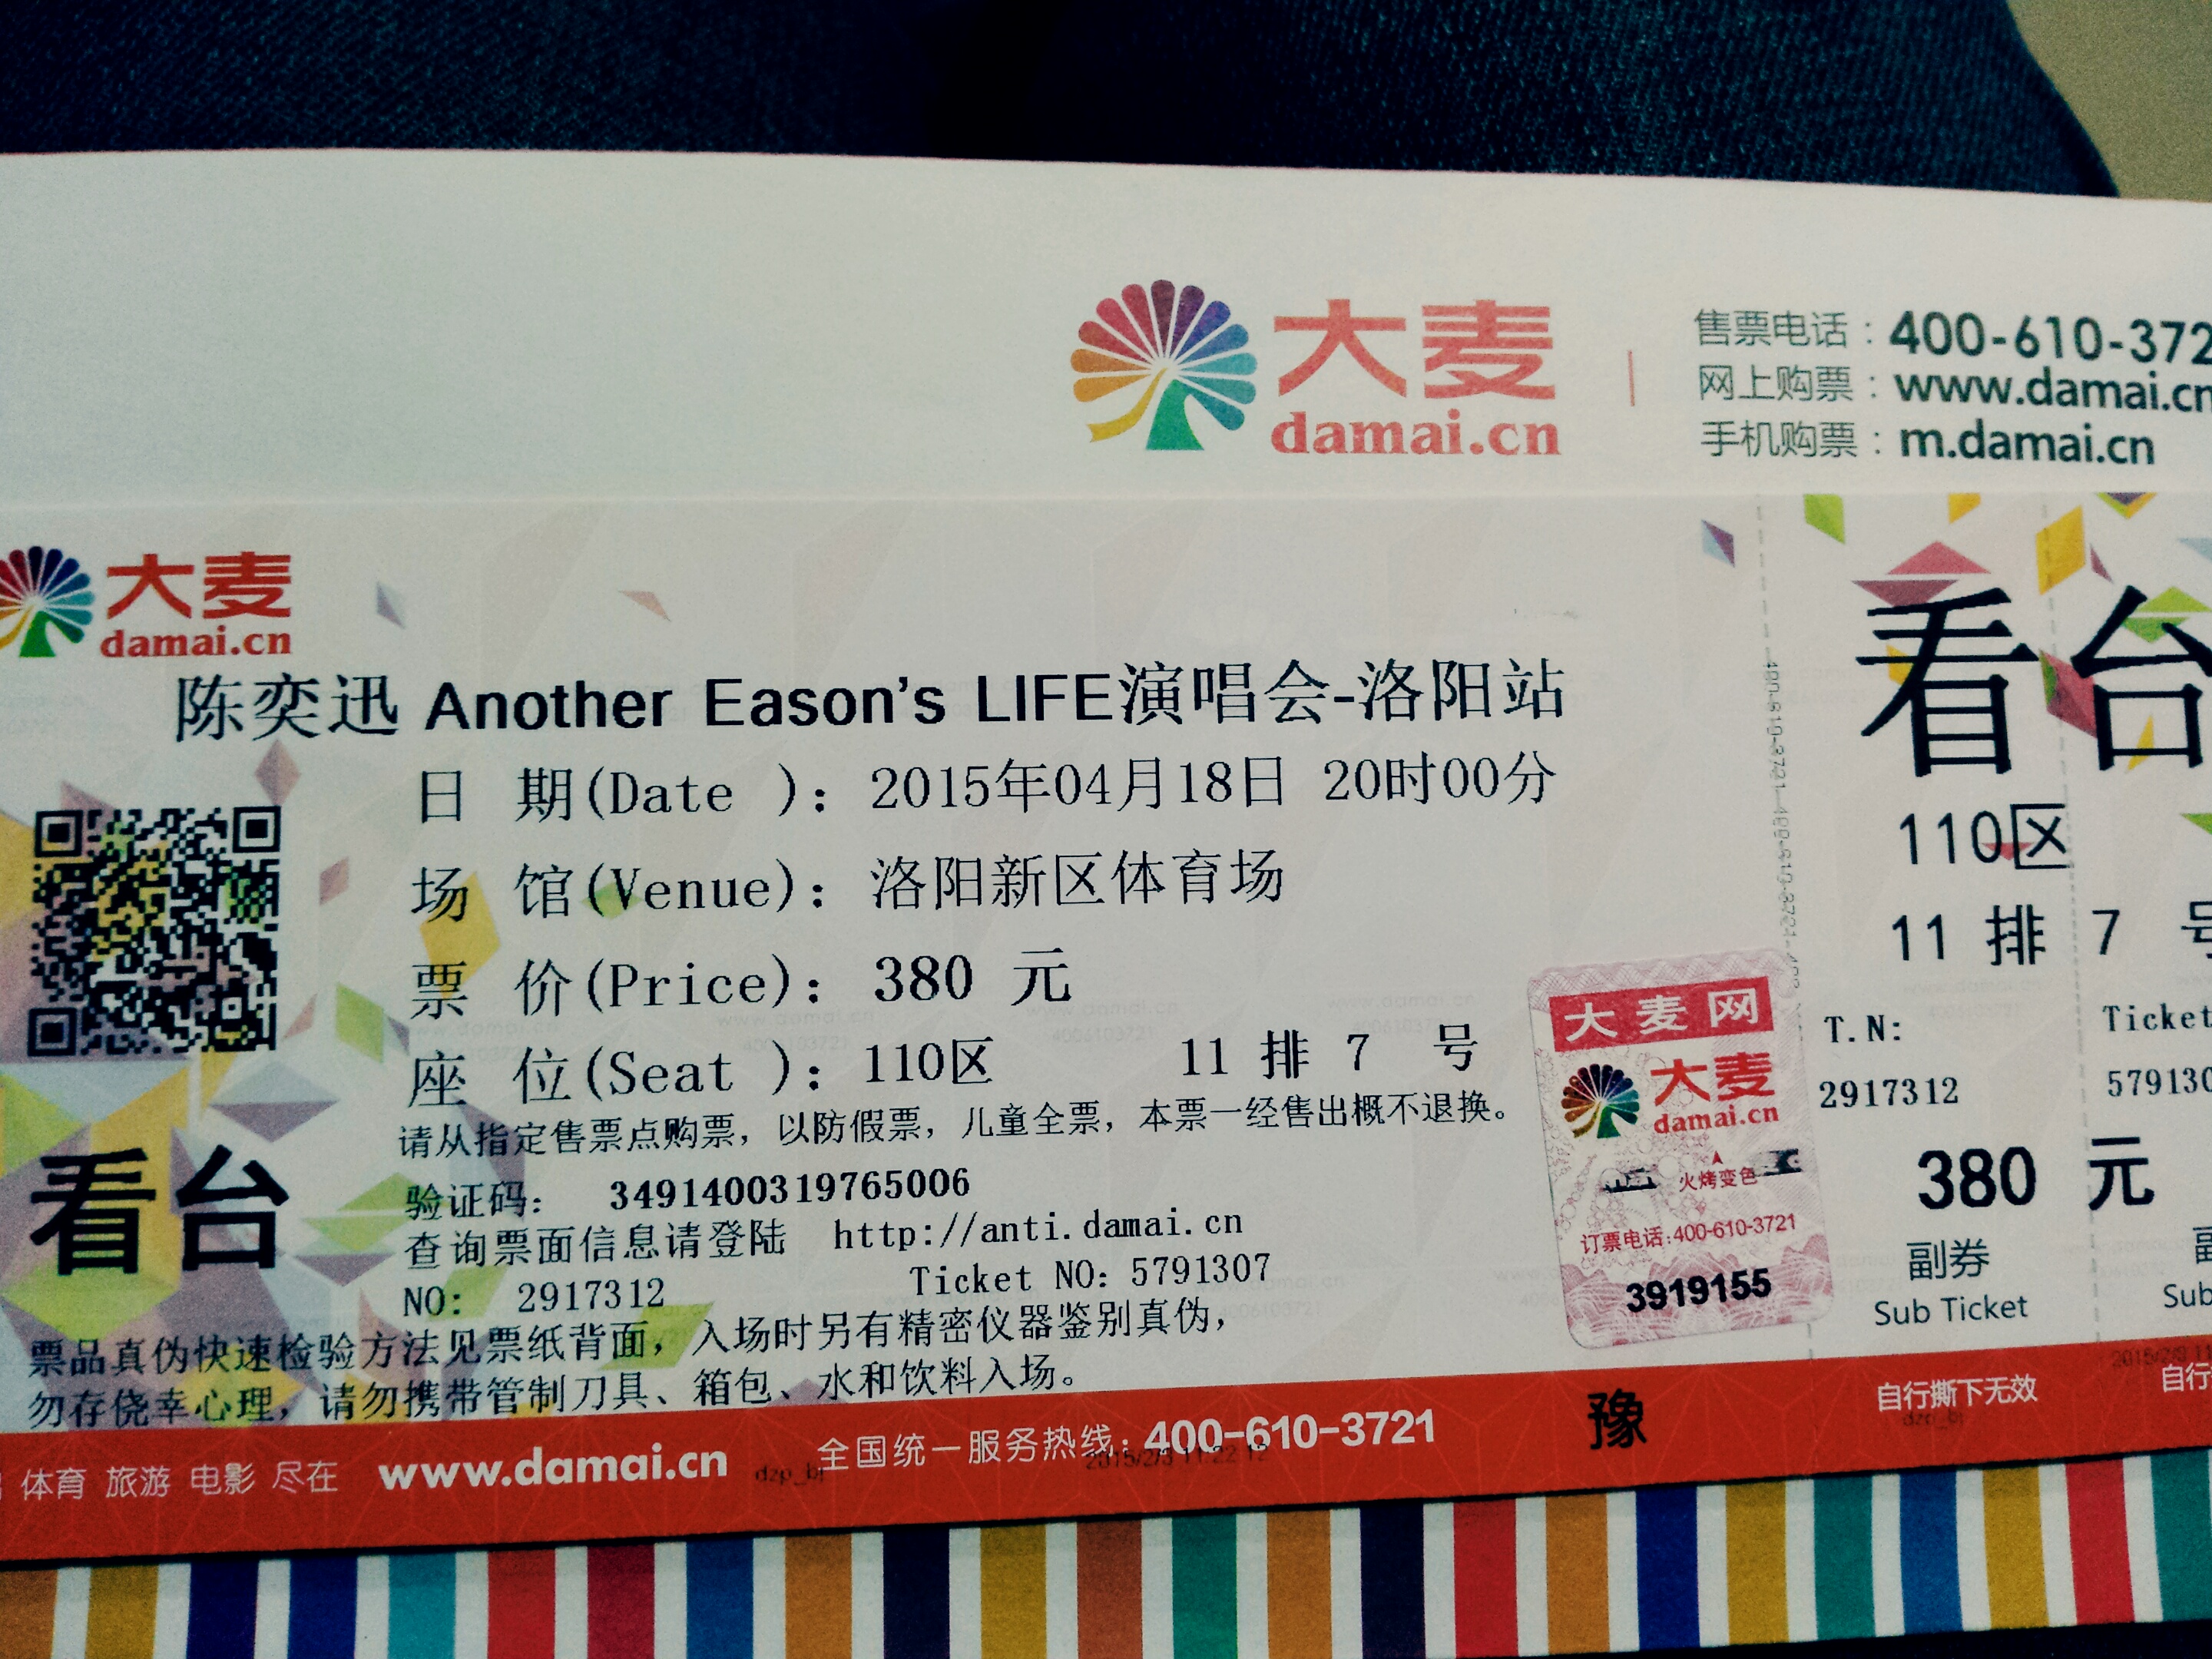 大麦
damai.cn
售票电话：400-610-372
网上购票：www.damai.cn
手机购票：m.damai.cn
大麦
damai.cn
陈奕迅 Another Eason's LIFE演唱会-洛阳站
日 期(Date )：2015年04月18日 20时00分
场 馆(Venue)：洛阳新区体育场
票 价(Price)：380 元
座 位(Seat )：110区 11 排 7 号
请从指定售票点购票，以防假票，儿童全票，本票一经售出概不退换。
验证码： 3491400319765006
查询票面信息请登陆 http://anti.damai.cn
NO: 2917312 Ticket NO: 5791307
票品真伪快速检验方法见票纸背面，入场时另有精密仪器鉴别真伪，
勿存侥幸心理，请勿携带管制刀具、箱包、水和饮料入场。
看台
大麦网
大麦
damai.cn
火烤变色
订票电话:400-610-3721
3919155
看台
110区
11 排 7 号
T.N: Ticket
2917312 579130
380 元
副券 副
Sub Ticket Sub
体育 旅游 电影 尽在 www.damai.cn 全国统一服务热线：400-610-3721
dzp_bj 2015/2/3 11:22:12
豫
自行撕下无效 自行